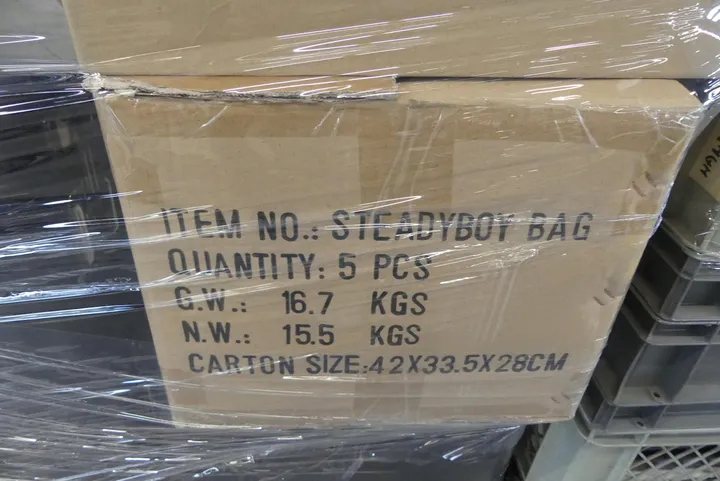 ITEM NO.: STEADYBOY BAG
QUANTITY: 5 PCS
G.W.: 16.7 KGS
N.W.: 15.5 KGS
CARTON SIZE:42X33.5X28CM